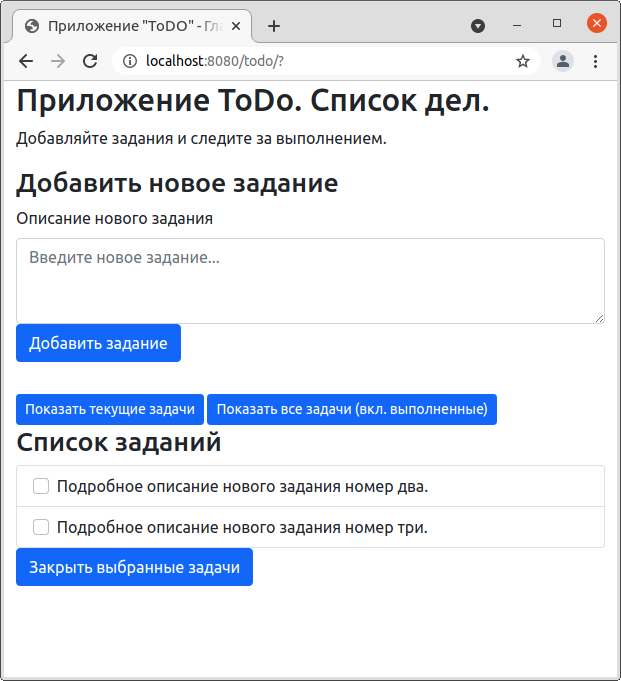 Приложение "ToDO" - Гла
localhost:8080/todo/?
Приложение ToDo. Список дел.
Добавляйте задания и следите за выполнением.
Добавить новое задание
Описание нового задания
Введите новое задание...
Добавить задание
Показать текущие задачи Показать все задачи (вкл. выполненные)
Список заданий
Подробное описание нового задания номер два.
Подробное описание нового задания номер три.
Закрыть выбранные задачи